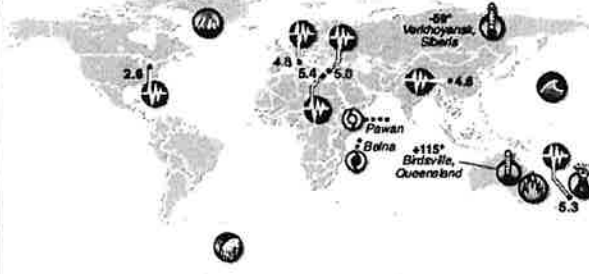 -59°
Verkhoyansk,
Siberia
2.6
4.8
5.4
5.0
4.6
Pawan
Belna
+115°
Birdsville,
Queensland
5.3